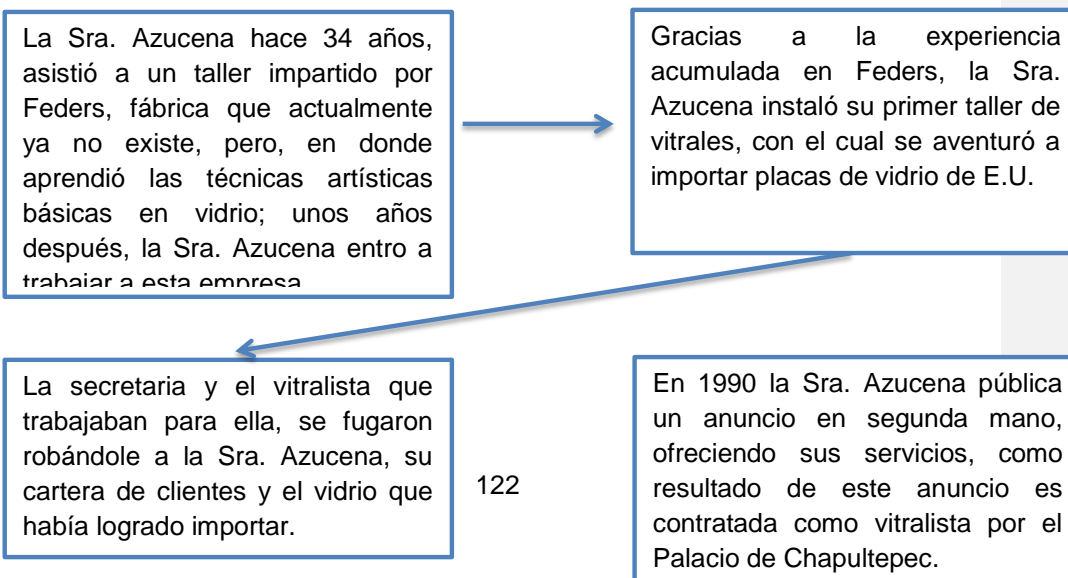 La Sra. Azucena hace 34 años,
asistió a un taller impartido por
Feders, fábrica que actualmente
ya no existe, pero, en donde
aprendió las técnicas artísticas
básicas en vidrio; unos años
después, la Sra. Azucena entro a
trabajar a esta empresa
Gracias a la experiencia
acumulada en Feders, la Sra.
Azucena instaló su primer taller de
vitrales, con el cual se aventuró a
importar placas de vidrio de E.U.
La secretaria y el vitralista que
trabajaban para ella, se fugaron
robándole a la Sra. Azucena, su
cartera de clientes y el vidrio que
había logrado importar.
122
En 1990 la Sra. Azucena pública
un anuncio en segunda mano,
ofreciendo sus servicios, como
resultado de este anuncio es
contratada como vitralista por el
Palacio de Chapultepec.